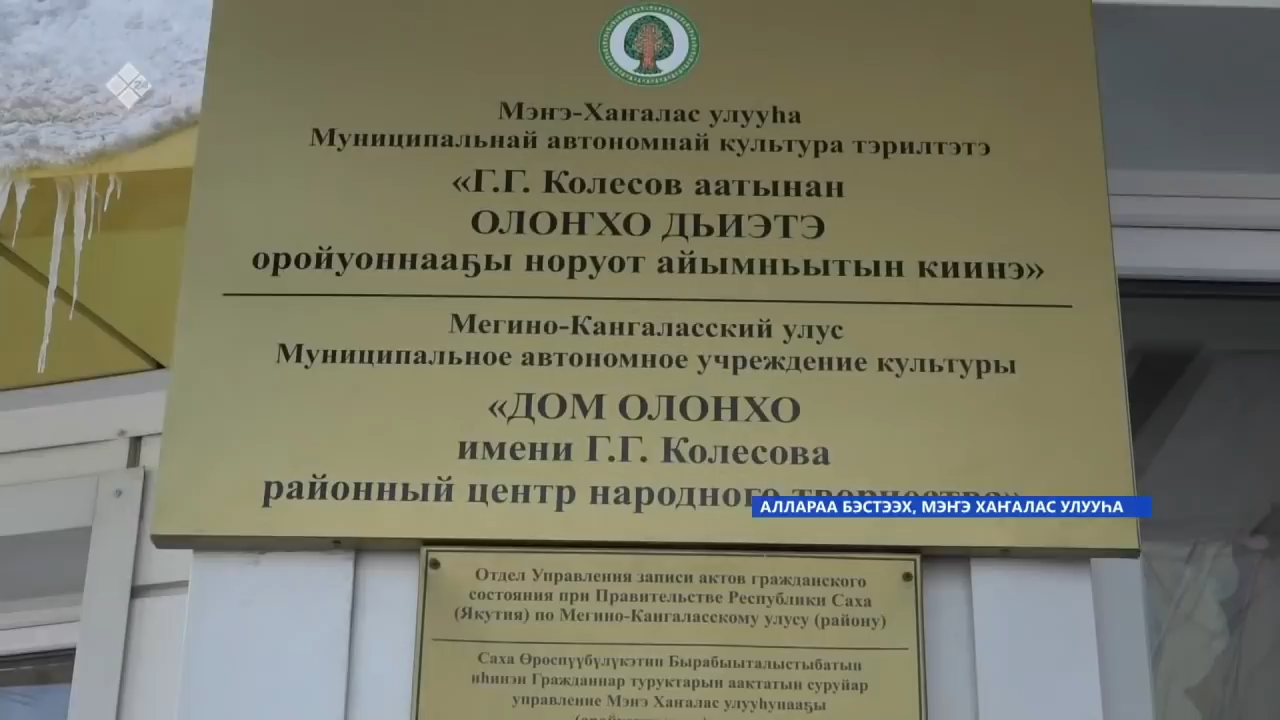 Мэҥэ-Хаҥалас улууһа
Муниципальнай автономнай культура тэрилтэтэ
«Г.Г. Колесов аатынан
ОЛОҤХО ДЬИЭТЭ
оройуоннааҕы норуот айымньытын киинэ»
Мегино-Кангаласский улус
Муниципальное автономное учреждение культуры
«ДОМ ОЛОНХО
имени Г.Г. Колесова
районный центр народного творчества»
АЛЛАРАА БЭСТЭЭХ, МЭҤЭ ХАҤАЛАС УЛУУҺА
Отдел Управления записи актов гражданского
состояния при Правительстве Республики Саха
(Якутия) по Мегино-Кангаласскому улусу (району)
Саха Өроспүүбүлүкэтин Бырабыыталыстыбатын
иһинэн Гражданнар туруктарын аактатын суруйар
управление Мэҥэ Хаҥалас улууһунааҕы